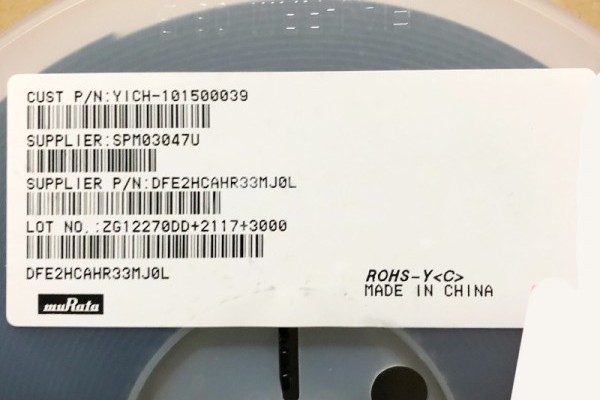 CUST P/N:YICH-101500039
SUPPLIER:SPM03047U
SUPPLIER P/N:DFE2HCAHR33MJ0L
LOT NO.:ZG12270DD+2117+3000
DFE2HCAHR33MJ0L
ROHS-Y<C>
MADE IN CHINA
muRata